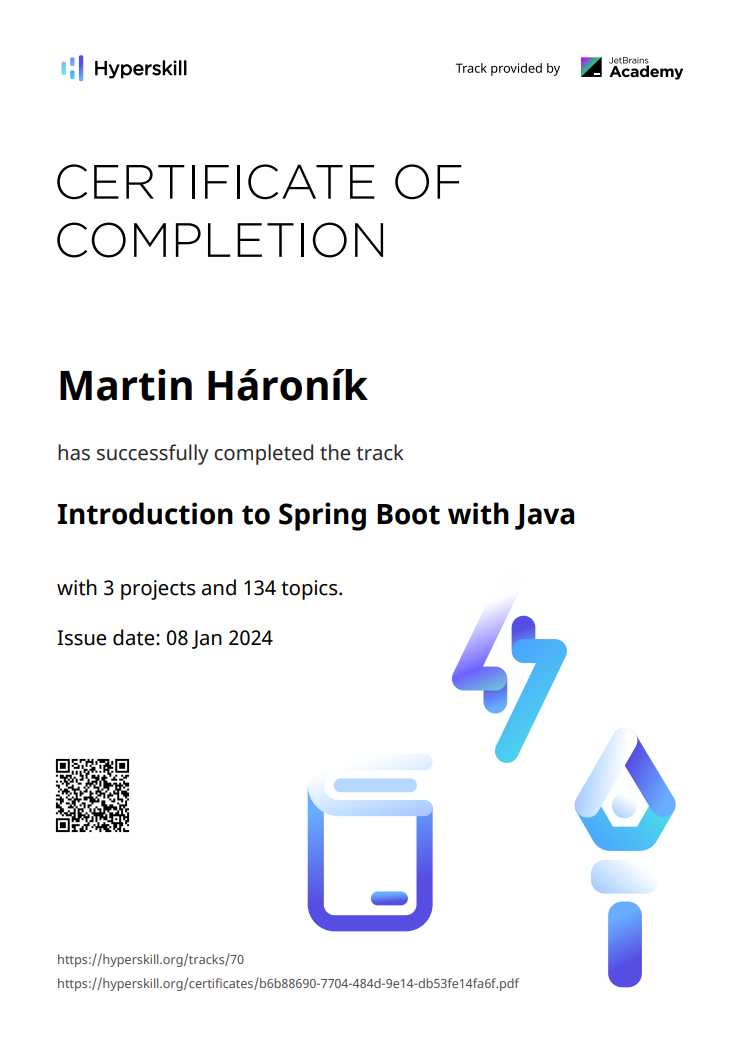 Hyperskill
Track provided by
JetBrains
Academy
CERTIFICATE OF
COMPLETION
Martin Hároník
has successfully completed the track
Introduction to Spring Boot with Java
with 3 projects and 134 topics.
Issue date: 08 Jan 2024
https://hyperskill.org/tracks/70
https://hyperskill.org/certificates/b6b88690-7704-484d-9e14-db53fe14fa6f.pdf